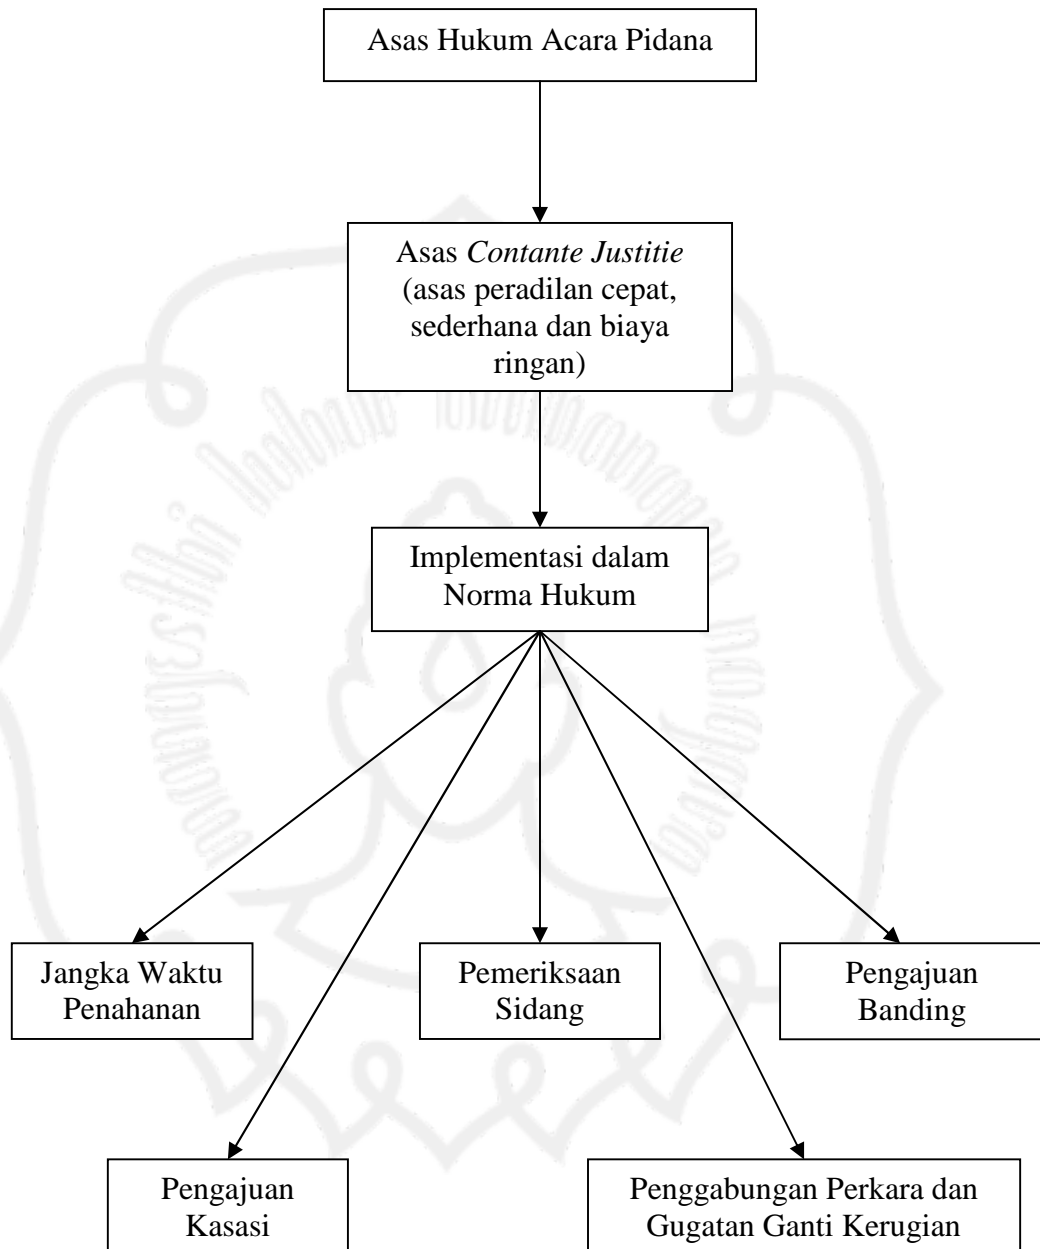 Asas Hukum Acara Pidana
Asas Contante Justitie
(asas peradilan cepat,
sederhana dan biaya
ringan)
Implementasi dalam
Norma Hukum
Jangka Waktu
Penahanan
Pemeriksaan
Sidang
Pengajuan
Banding
Pengajuan
Kasasi
Penggabungan Perkara dan
Gugatan Ganti Kerugian